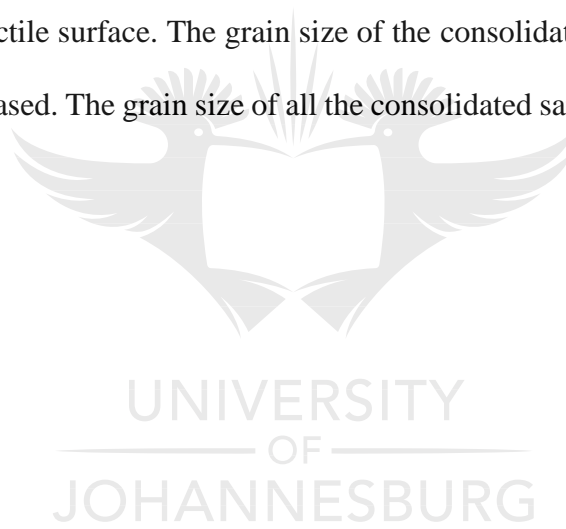 ctile surface. The grain size of the consolidat
ased. The grain size of all the consolidated sa
UNIVERSITY
OF
JOHANNESBURG